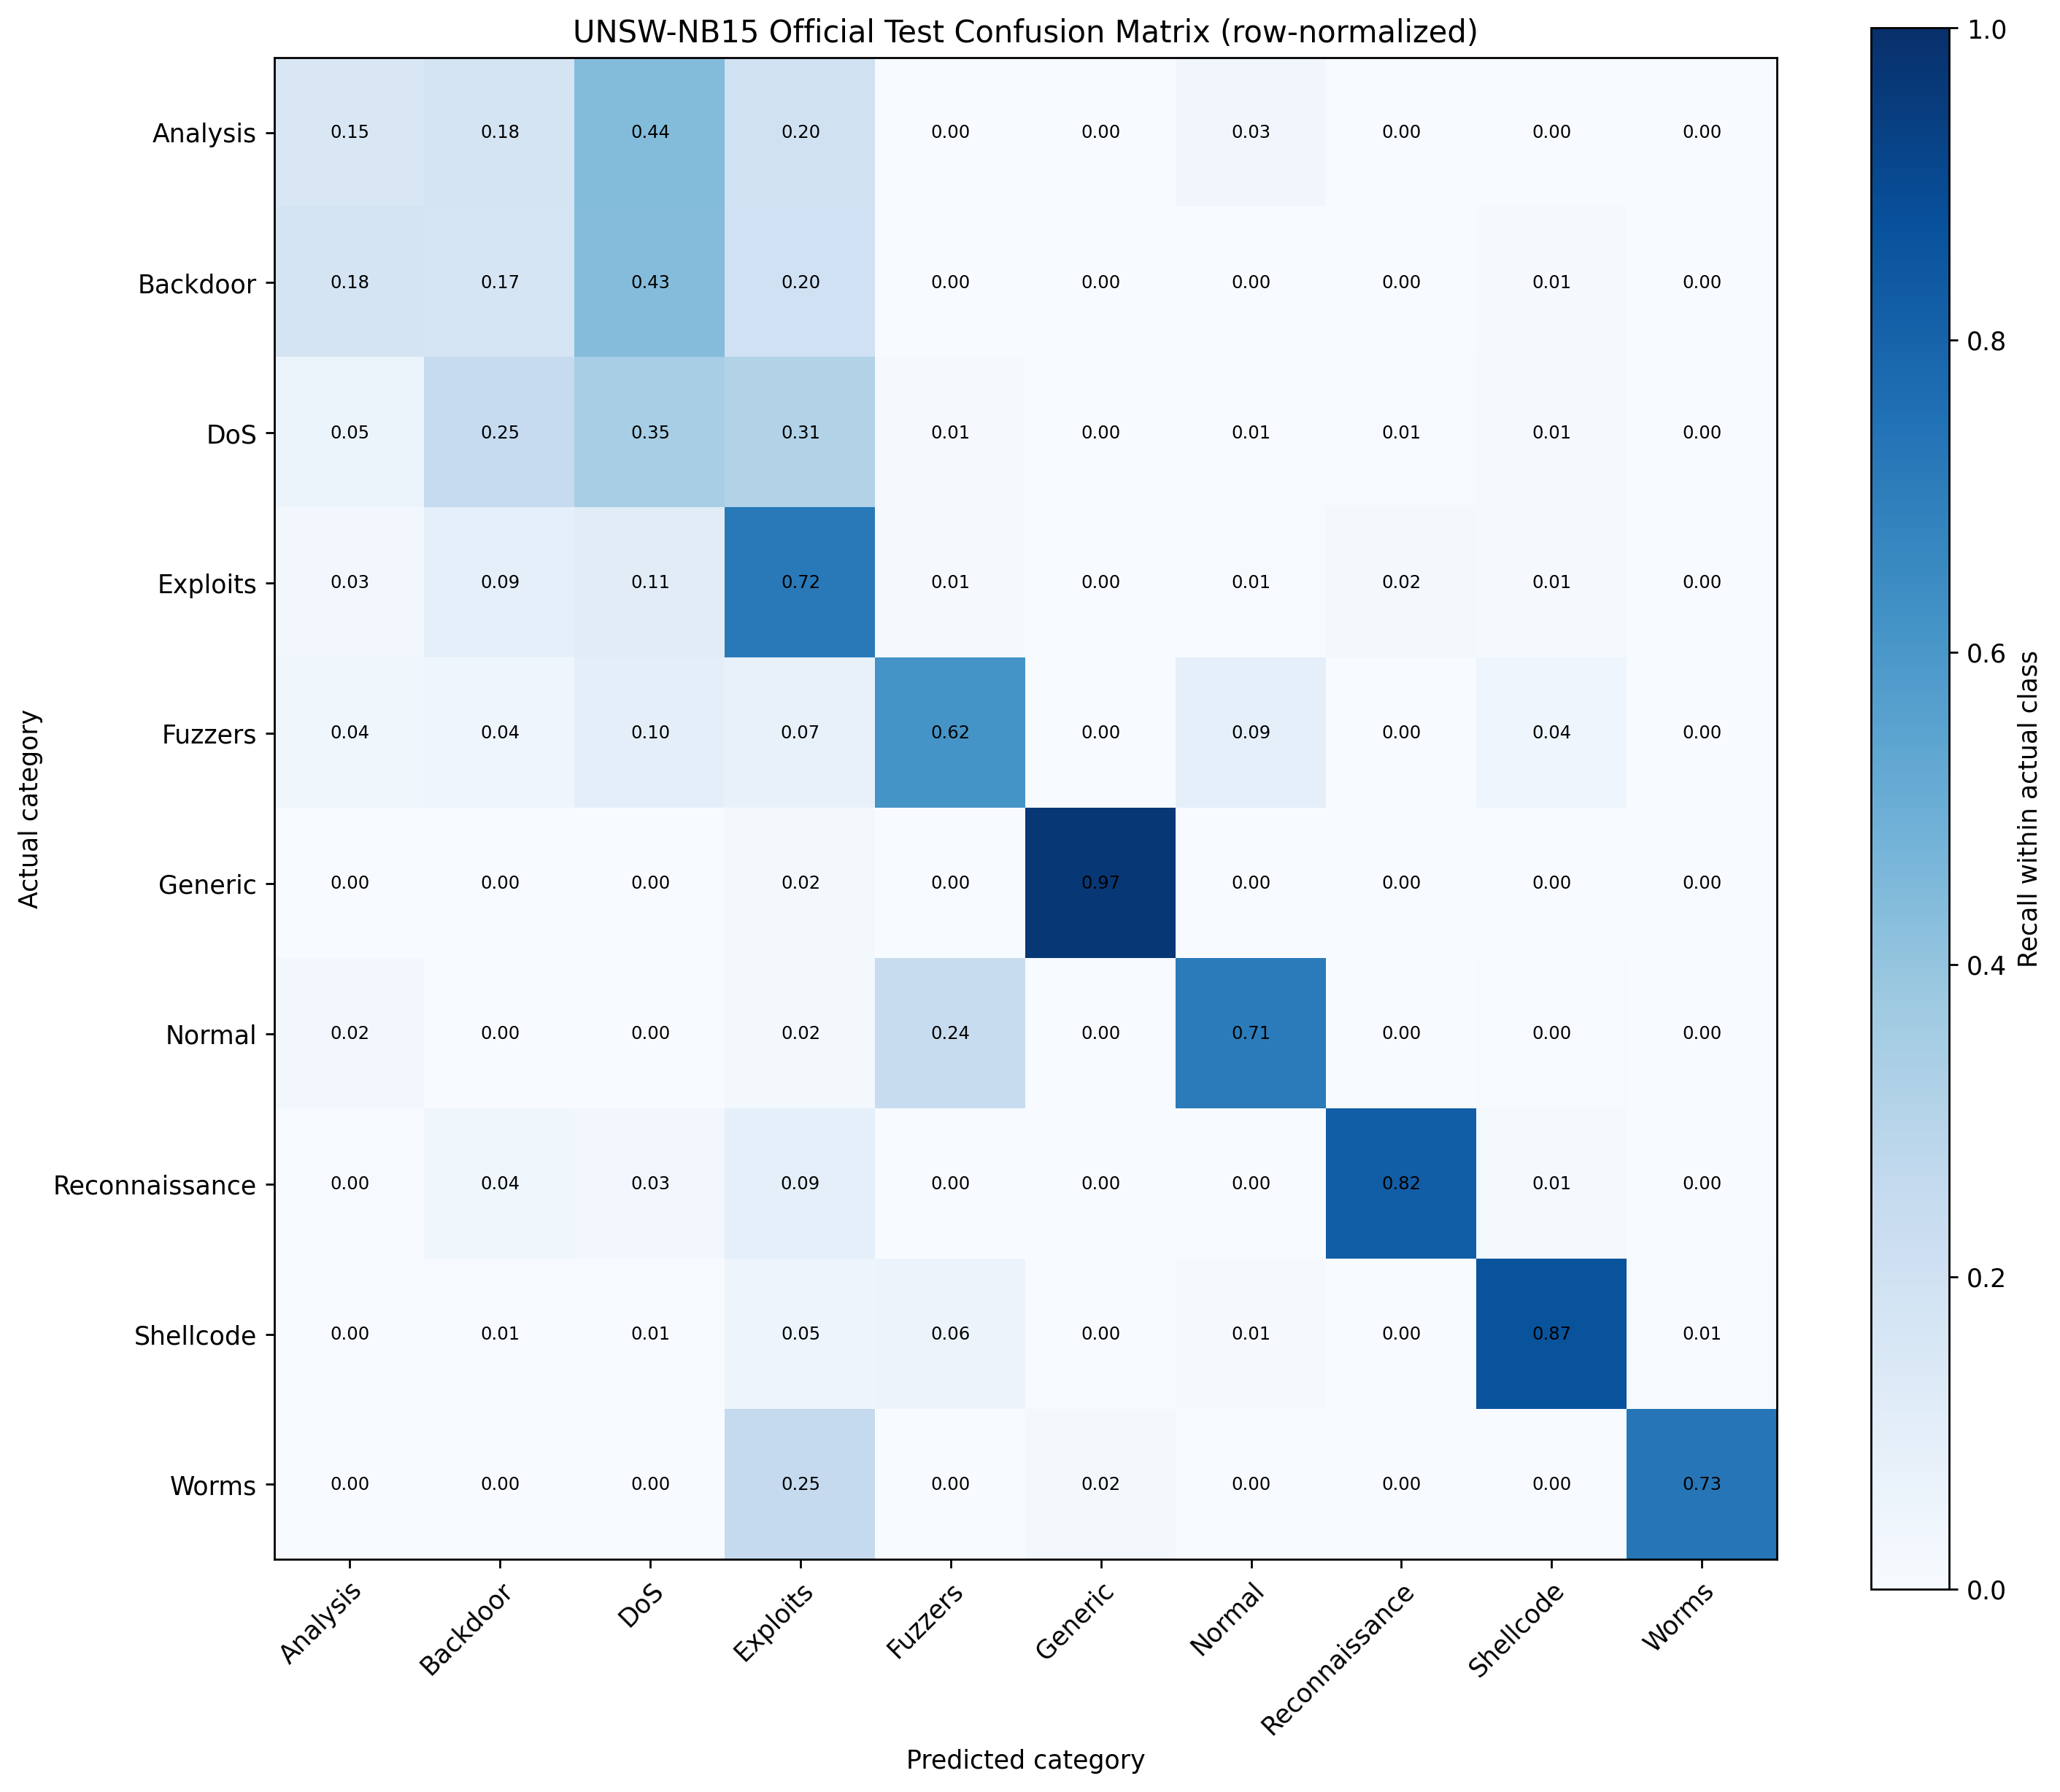 UNSW-NB15 Official Test Confusion Matrix (row-normalized)
Actual category
Analysis 0.15 0.18 0.44 0.20 0.00 0.00 0.03 0.00 0.00 0.00
Backdoor 0.18 0.17 0.43 0.20 0.00 0.00 0.00 0.00 0.01 0.00
DoS 0.05 0.25 0.35 0.31 0.01 0.00 0.01 0.01 0.01 0.00
Exploits 0.03 0.09 0.11 0.72 0.01 0.00 0.01 0.02 0.01 0.00
Fuzzers 0.04 0.04 0.10 0.07 0.62 0.00 0.09 0.00 0.04 0.00
Generic 0.00 0.00 0.00 0.02 0.00 0.97 0.00 0.00 0.00 0.00
Normal 0.02 0.00 0.00 0.02 0.24 0.00 0.71 0.00 0.00 0.00
Reconnaissance 0.00 0.04 0.03 0.09 0.00 0.00 0.00 0.82 0.01 0.00
Shellcode 0.00 0.01 0.01 0.05 0.06 0.00 0.01 0.00 0.87 0.01
Worms 0.00 0.00 0.00 0.25 0.00 0.02 0.00 0.00 0.00 0.73
Analysis Backdoor DoS Exploits Fuzzers Generic Normal Reconnaissance Shellcode Worms
Predicted category
1.0
0.8
0.6
0.4
0.2
0.0
Recall within actual class